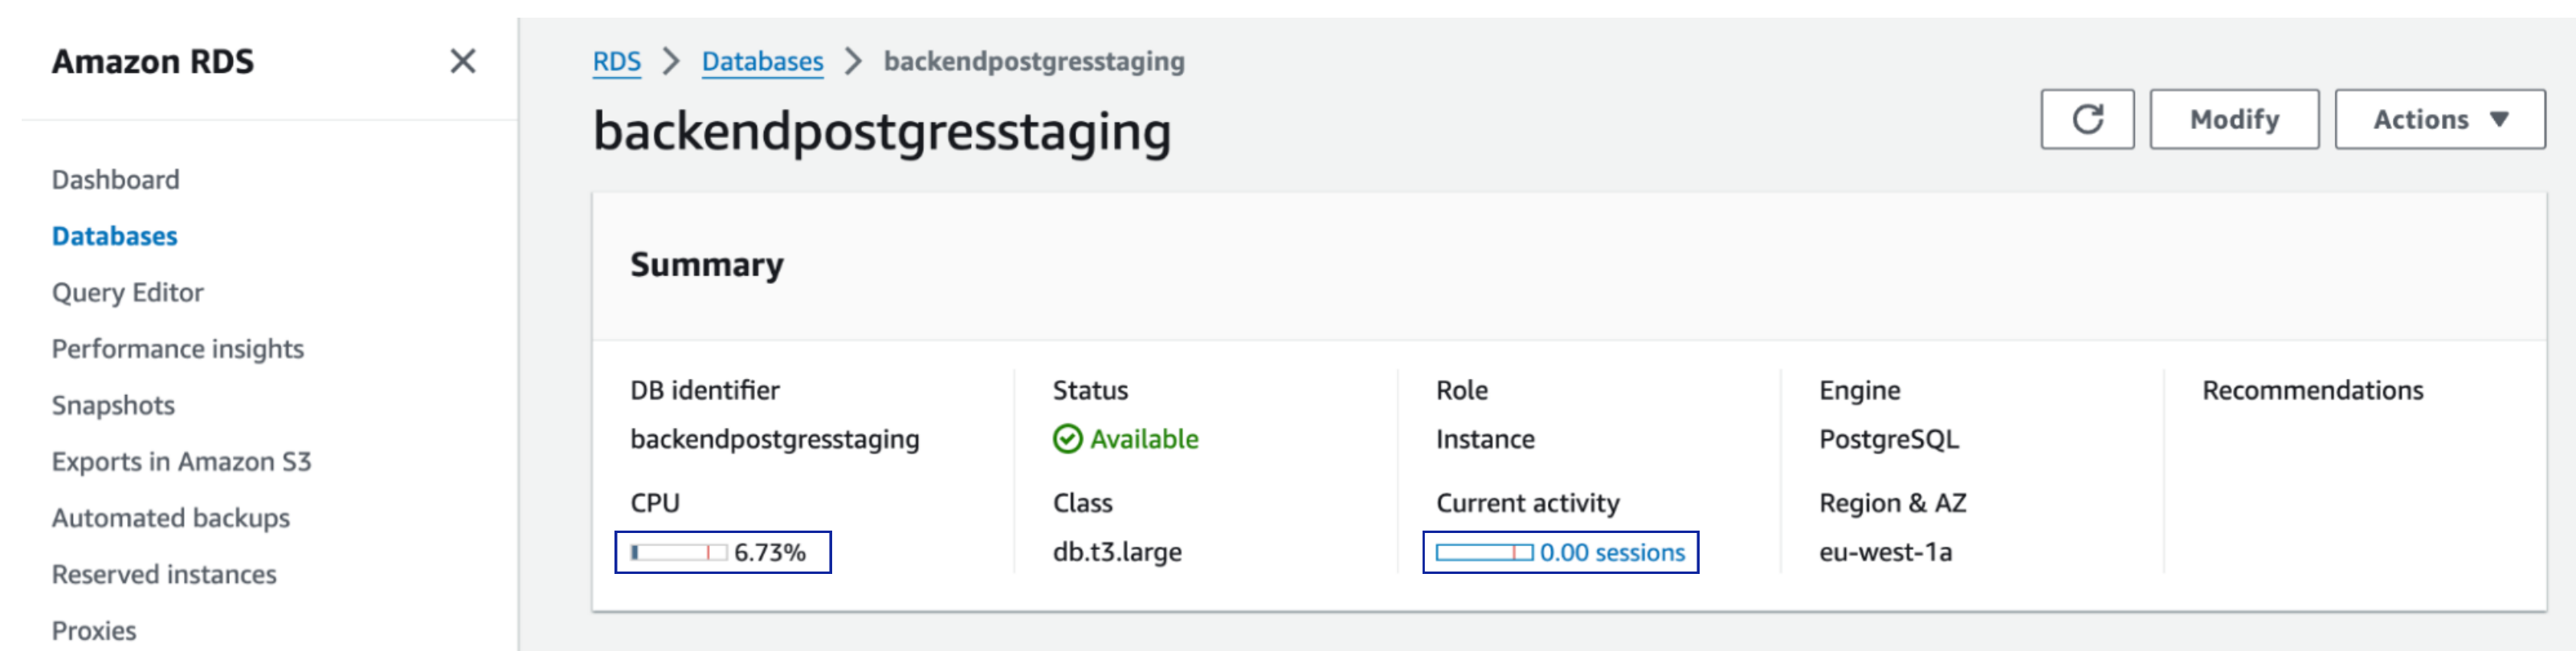 Amazon RDS
Dashboard
Databases
Query Editor
Performance insights
Snapshots
Exports in Amazon S3
Automated backups
Reserved instances
Proxies
RDS > Databases > backendpostgresstaging
backendpostgresstaging
Modify
Actions
Summary
DB identifier
backendpostgresstaging
CPU
6.73%
Status
Available
Class
db.t3.large
Role
Instance
Current activity
0.00 sessions
Engine
PostgreSQL
Region & AZ
eu-west-1a
Recommendations